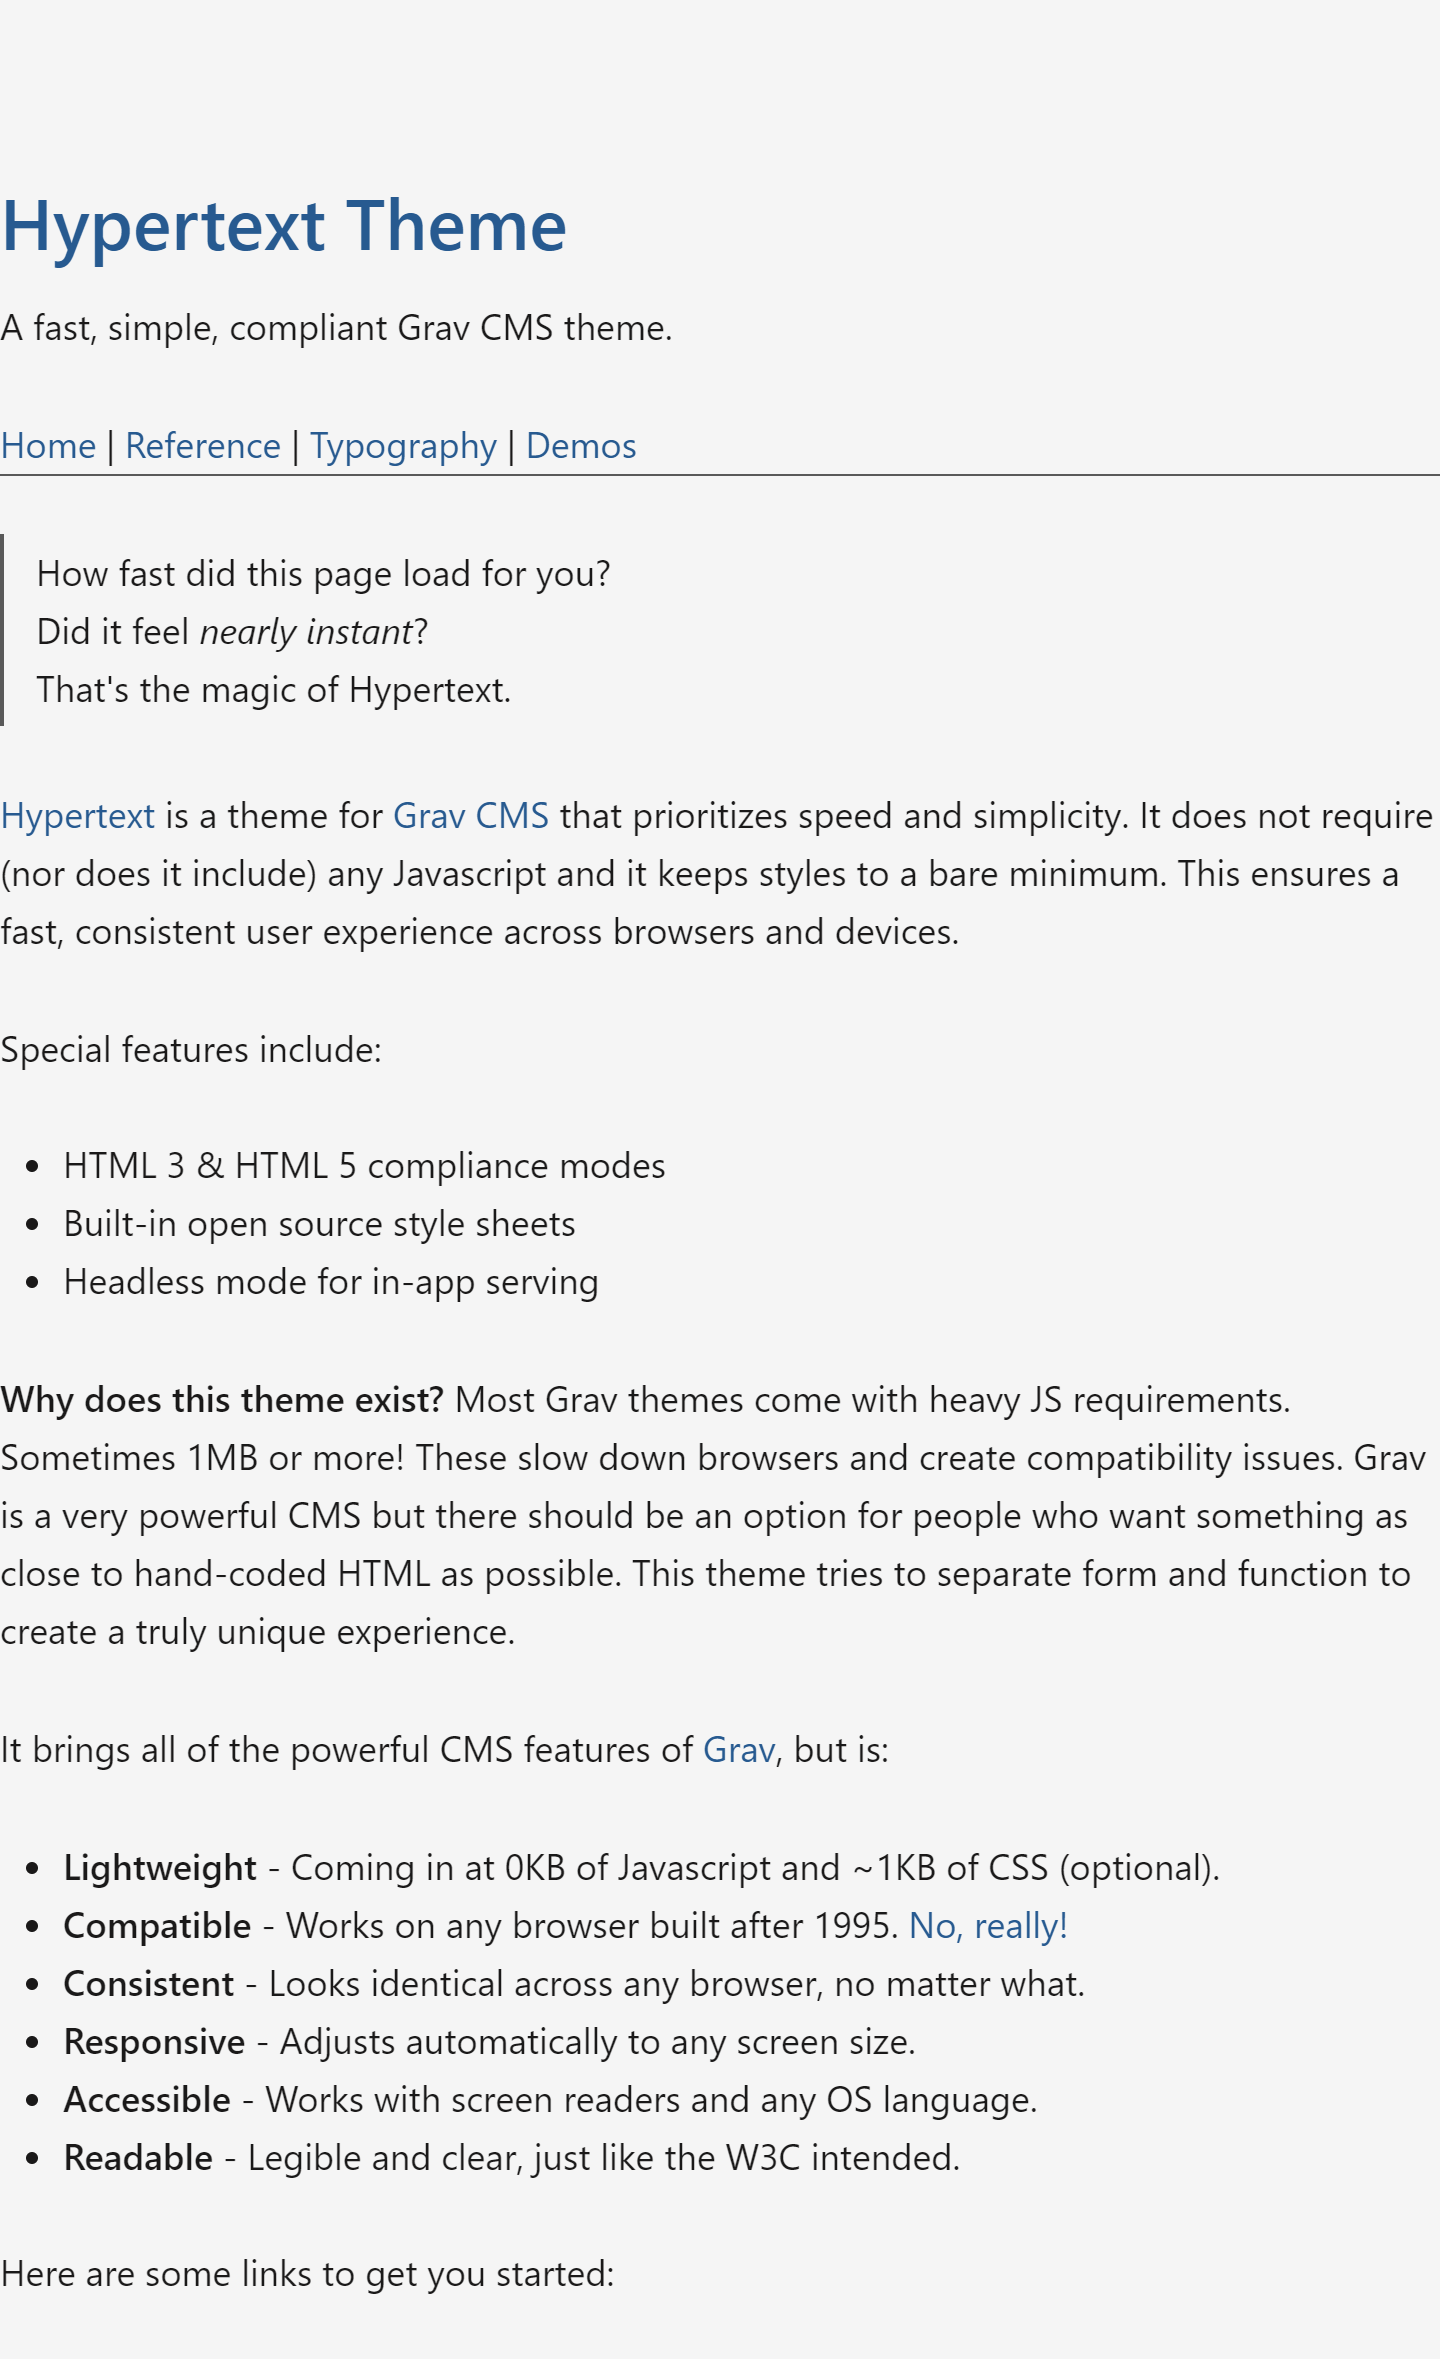 Hypertext Theme
A fast, simple, compliant Grav CMS theme.
Home | Reference | Typography | Demos
How fast did this page load for you?
Did it feel nearly instant?
That's the magic of Hypertext.
Hypertext is a theme for Grav CMS that prioritizes speed and simplicity. It does not require
(nor does it include) any Javascript and it keeps styles to a bare minimum. This ensures a
fast, consistent user experience across browsers and devices.
Special features include:
• HTML 3 & HTML 5 compliance modes
• Built-in open source style sheets
• Headless mode for in-app serving
Why does this theme exist? Most Grav themes come with heavy JS requirements.
Sometimes 1MB or more! These slow down browsers and create compatibility issues. Grav
is a very powerful CMS but there should be an option for people who want something as
close to hand-coded HTML as possible. This theme tries to separate form and function to
create a truly unique experience.
It brings all of the powerful CMS features of Grav, but is:
• Lightweight - Coming in at 0KB of Javascript and ~1KB of CSS (optional).
• Compatible - Works on any browser built after 1995. No, really!
• Consistent - Looks identical across any browser, no matter what.
• Responsive - Adjusts automatically to any screen size.
• Accessible - Works with screen readers and any OS language.
• Readable - Legible and clear, just like the W3C intended.
Here are some links to get you started: